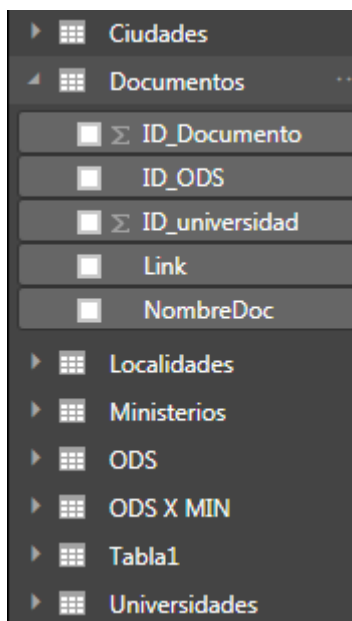 Ciudades
Documentos
Σ ID_Documento
ID_ODS
Σ ID_universidad
Link
NombreDoc
Localidades
Ministerios
ODS
ODS X MIN
Tabla1
Universidades